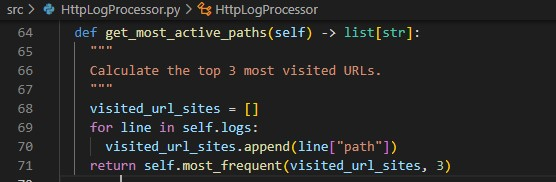 src > HttpLogProcessor.py > HttpLogProcessor
64 def get_most_active_paths(self) -> list[str]:
65 """
66 Calculate the top 3 most visited URLs.
67 """
68 visited_url_sites = []
69 for line in self.logs:
70 visited_url_sites.append(line["path"])
71 return self.most_frequent(visited_url_sites, 3)